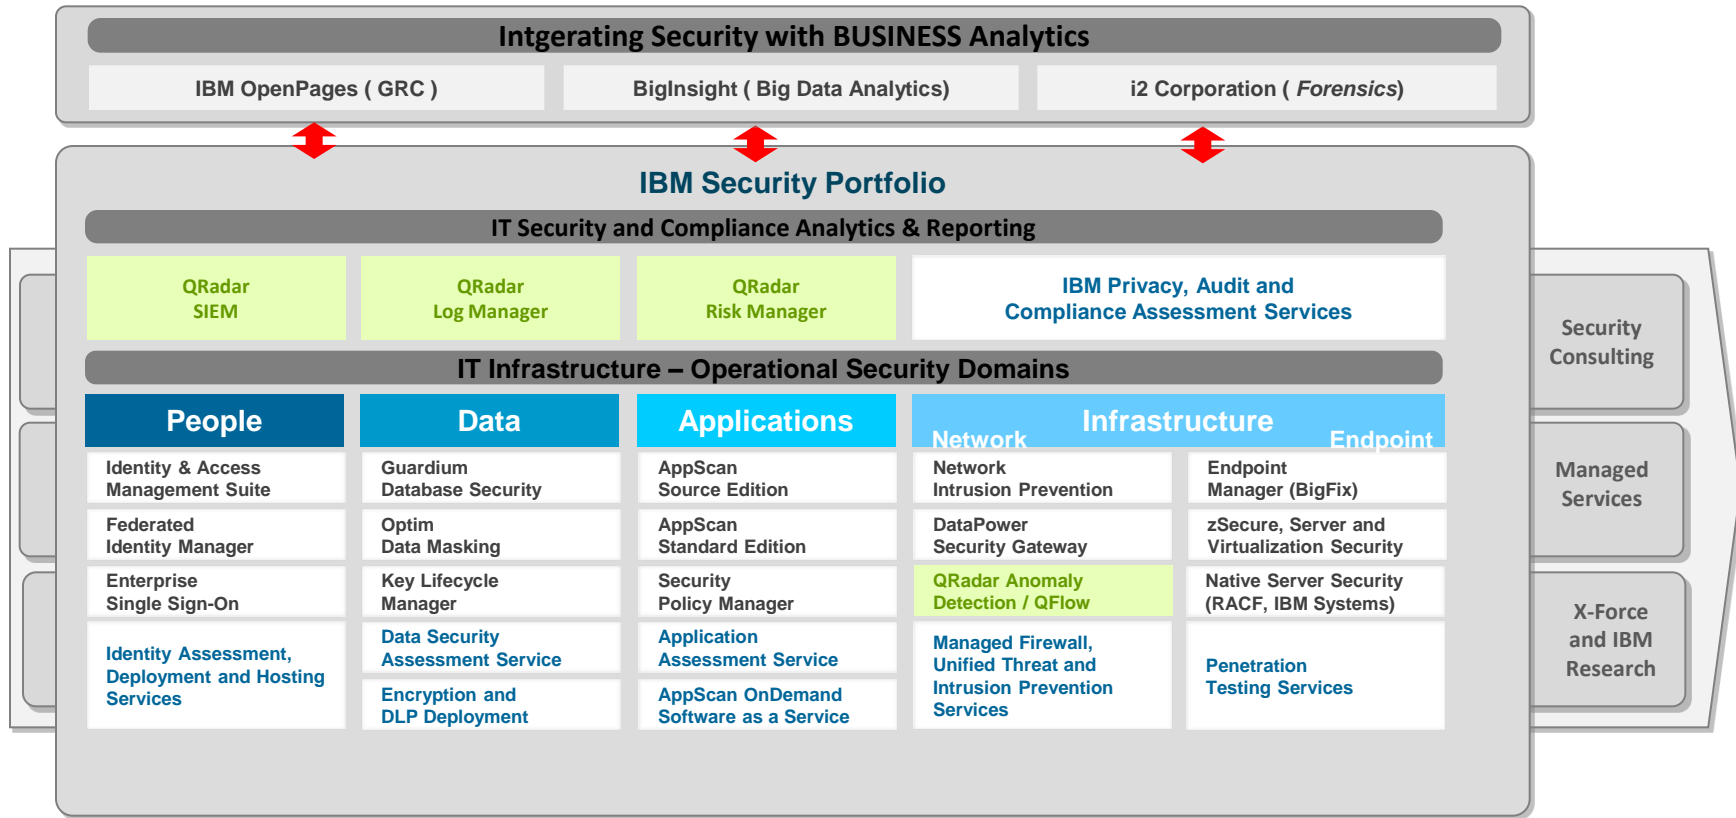 Intgerating Security with BUSINESS Analytics
IBM OpenPages ( GRC )
BigInsight ( Big Data Analytics)
i2 Corporation ( Forensics)
IBM Security Portfolio
IT Security and Compliance Analytics & Reporting
QRadar
SIEM
QRadar
Log Manager
QRadar
Risk Manager
IBM Privacy, Audit and
Compliance Assessment Services
IT Infrastructure – Operational Security Domains
People
Identity & Access
Management Suite
Federated
Identity Manager
Enterprise
Single Sign-On
Identity Assessment,
Deployment and Hosting
Services
Data
Guardium
Database Security
Optim
Data Masking
Key Lifecycle
Manager
Data Security
Assessment Service
Encryption and
DLP Deployment
Applications
AppScan
Source Edition
AppScan
Standard Edition
Security
Policy Manager
Application
Assessment Service
AppScan OnDemand
Software as a Service
Infrastructure
Network
Network
Intrusion Prevention
DataPower
Security Gateway
QRadar Anomaly
Detection / QFlow
Managed Firewall,
Unified Threat and
Intrusion Prevention
Services
Endpoint
Endpoint
Manager (BigFix)
zSecure, Server and
Virtualization Security
Native Server Security
(RACF, IBM Systems)
Penetration
Testing Services
Security
Consulting
Managed
Services
X-Force
and IBM
Research